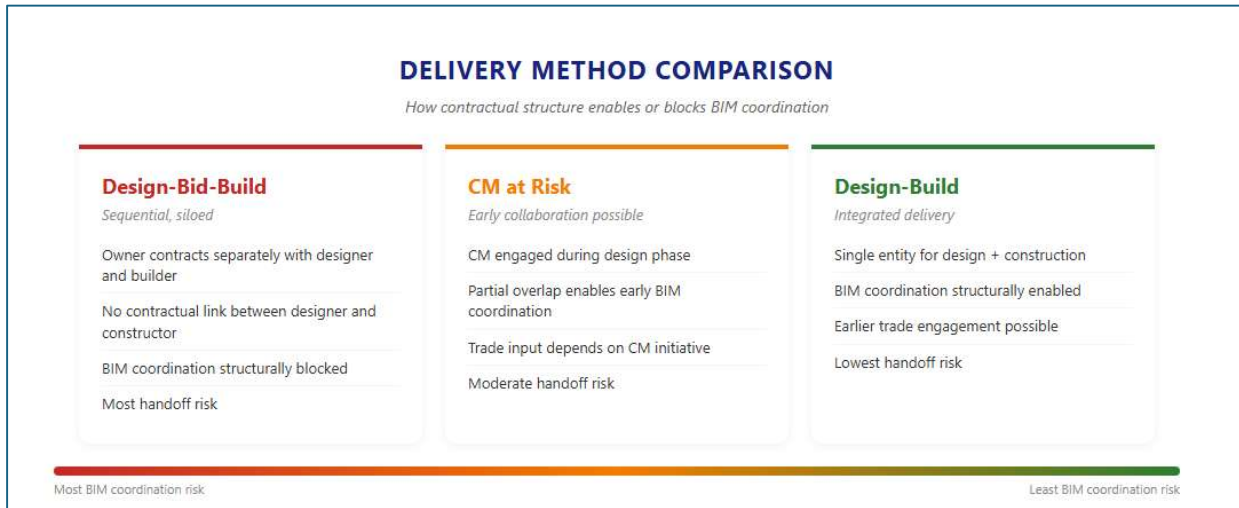 DELIVERY METHOD COMPARISON
How contractual structure enables or blocks BIM coordination
Design-Bid-Build
Sequential, siloed
Owner contracts separately with designer
and builder
No contractual link between designer and
constructor
BIM coordination structurally blocked
Most handoff risk
CM at Risk
Early collaboration possible
CM engaged during design phase
Partial overlap enables early BIM
coordination
Trade input depends on CM initiative
Moderate handoff risk
Design-Build
Integrated delivery
Single entity for design + construction
BIM coordination structurally enabled
Earlier trade engagement possible
Lowest handoff risk
Most BIM coordination risk
Least BIM coordination risk